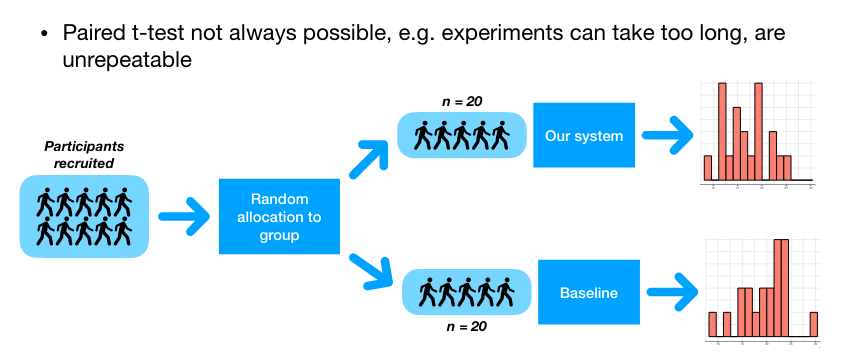 • Paired t-test not always possible, e.g. experiments can take too long, are
unrepeatable
n = 20
Participants
recruited
Our system
Random
allocation to
group
Baseline
n = 20